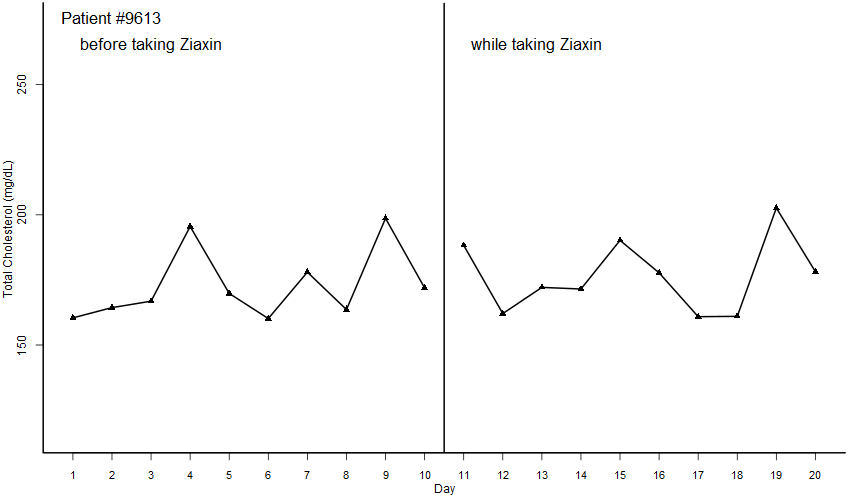 Patient #9613
before taking Ziaxin
while taking Ziaxin
Total Cholesterol (mg/dL)
250
200
150
1 2 3 4 5 6 7 8 9 10 11 12 13 14 15 16 17 18 19 20
Day